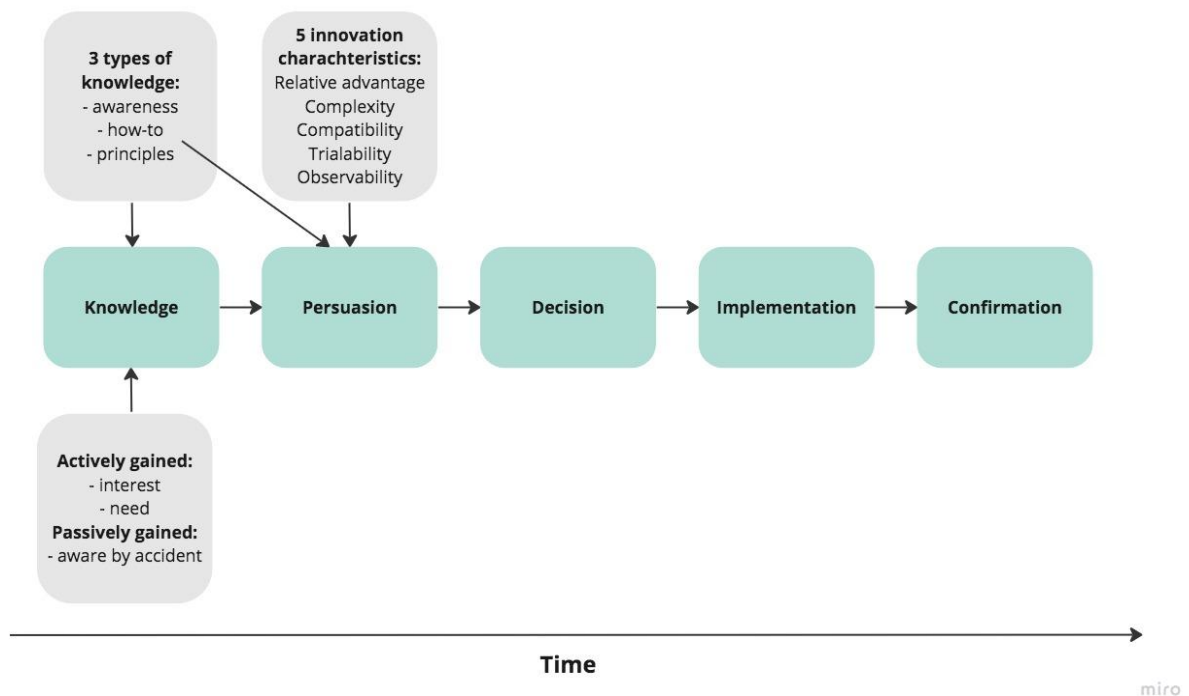 3 types of
knowledge:
- awareness
- how-to
- principles
5 innovation
charachteristics:
Relative advantage
Complexity
Compatibility
Trialability
Observability
Knowledge
Persuasion
Decision
Implementation
Confirmation
Actively gained:
- interest
- need
Passively gained:
- aware by accident
Time
miro